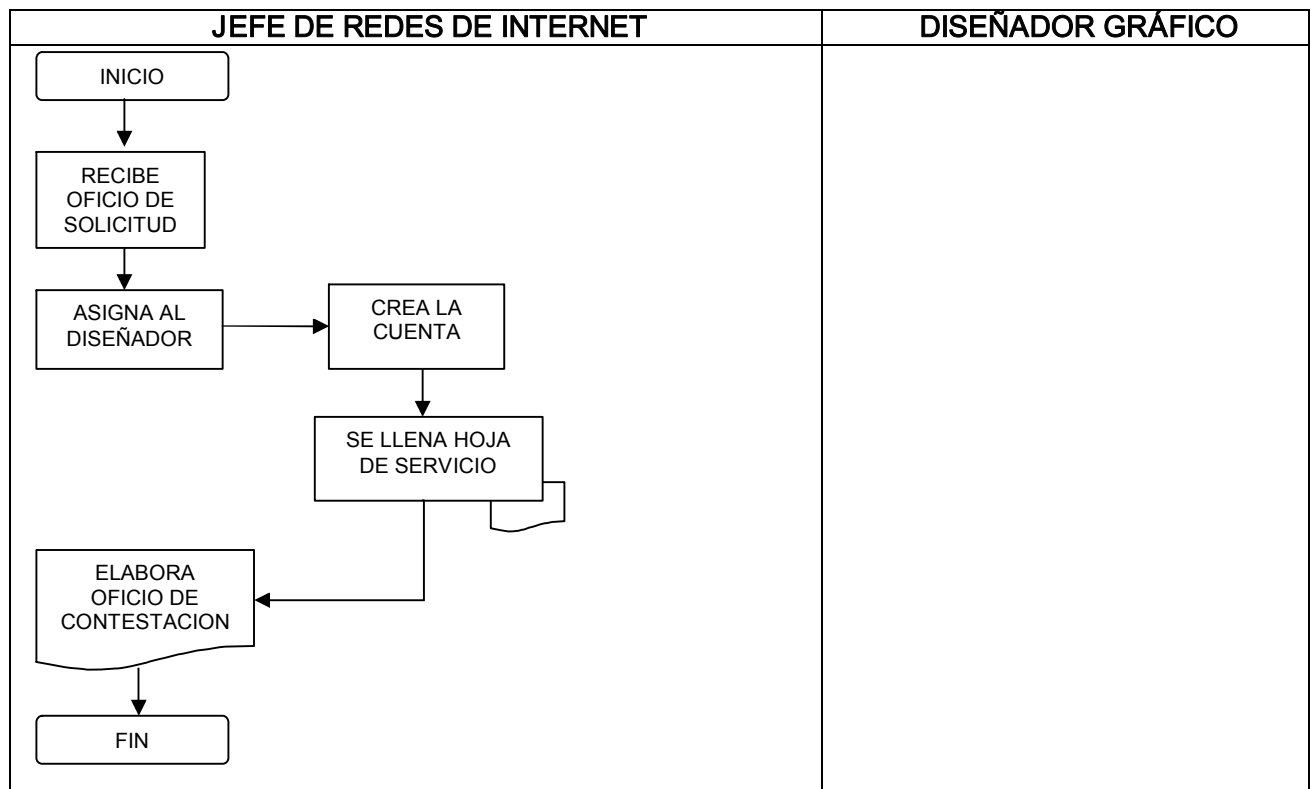 JEFE DE REDES DE INTERNET
DISEÑADOR GRÁFICO
INICIO
RECIBE
OFICIO DE
SOLICITUD
ASIGNA AL
DISEÑADOR
CREA LA
CUENTA
SE LLENA HOJA
DE SERVICIO
ELABORA
OFICIO DE
CONTESTACION
FIN